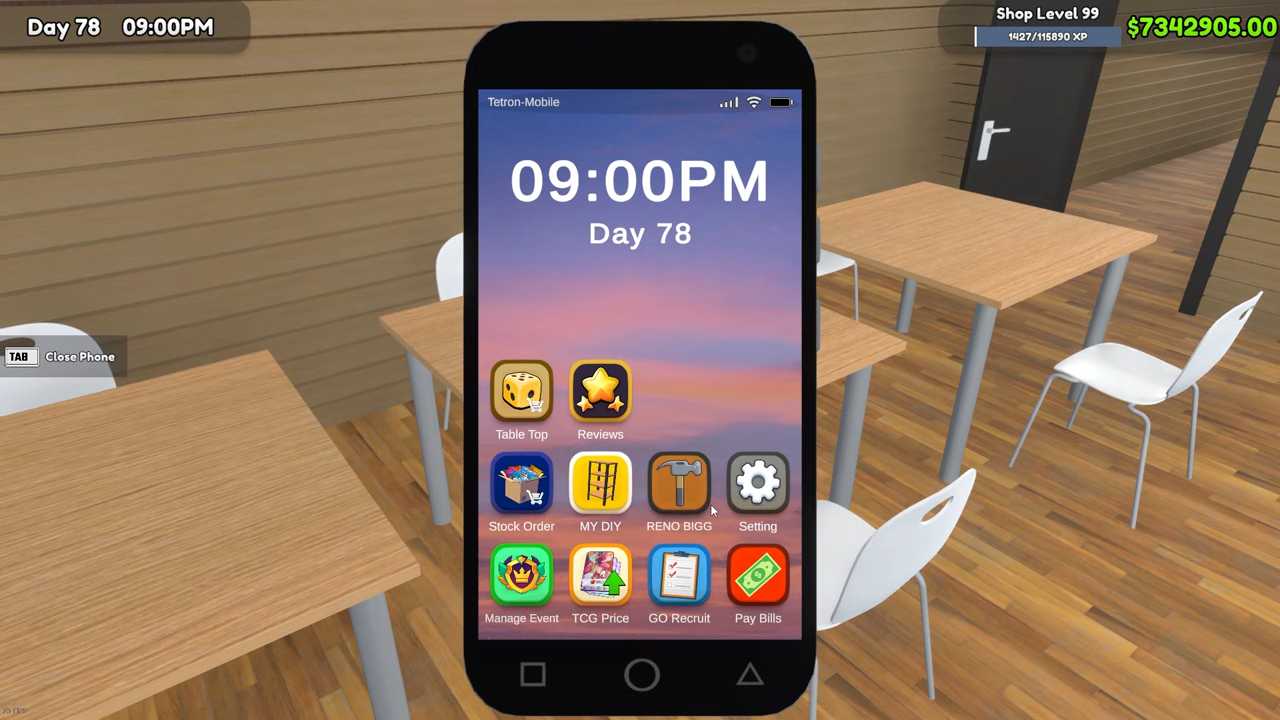 Day 78 09:00PM
Shop Level 99
$7342905.00
1427/115890 XP
Tetron-Mobile
09:00PM
Day 78
TAB Close Phone
Table Top Reviews
Stock Order MY DIY RENO BIGG Setting
Manage Event TCG Price GO Recruit Pay Bills